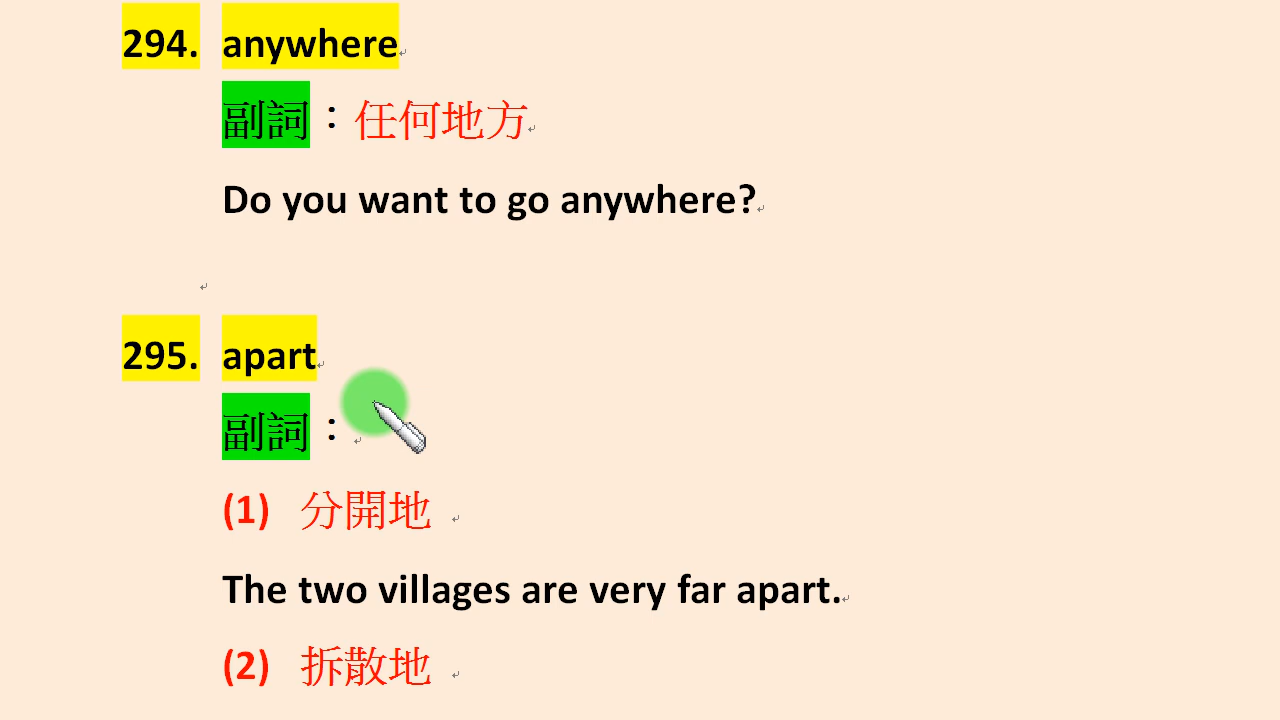 294. anywhere
副詞：任何地方
Do you want to go anywhere?
295. apart
副詞：
(1) 分開地
The two villages are very far apart.
(2) 拆散地